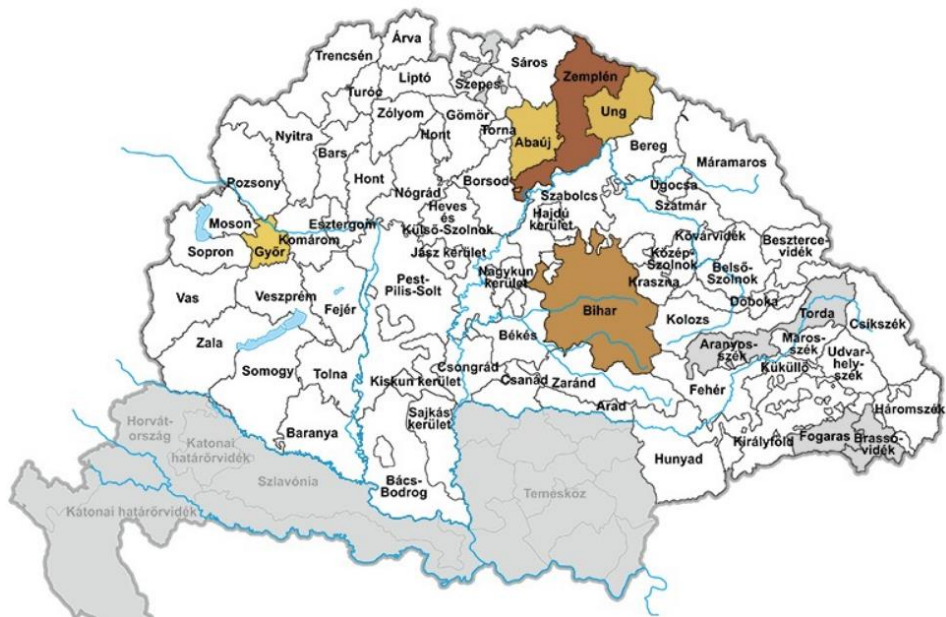 Árva
Trencsén
Liptó
Szepes
Sáros
Zemplén
Turóc
Zólyom
Gömör
Torna
Abaúj
Ung
Nyitra
Bars
Hont
Hont
Bereg
Máramaros
Pozsony
Nógrád
Borsod
Szabolcs
Ugocsa
Szatmár
Moson
Esztergom
Heves
és
Külső-Szolnok
Hajdú
kerület
Sopron
Győr
Komárom
Jász kerület
Kővárvidék
Közép-
Szolnok
Beszterce-
vidék
Vas
Veszprém
Fejér
Pest-
Pilis-Solt
Nagykun
kerület
Kraszna
Belső-
Szolnok
Doboka
Bihar
Kolozs
Torda
Csíkszék
Zala
Békés
Aranyos-
szék
Maros-
szék
Udvar-
hely-
szék
Somogy
Tolna
Kiskun kerület
Csongrád
Csanád
Zaránd
Fehér
Küküllő
Baranya
Sajkás
kerület
Arad
Háromszék
Horvát-
ország
Katonai
határőrvidék
Hunyad
Királyföld
Fogaras
Brassó-
vidék
Szlavónia
Bács-
Bodrog
Temésköz
Katonai határőrvidék